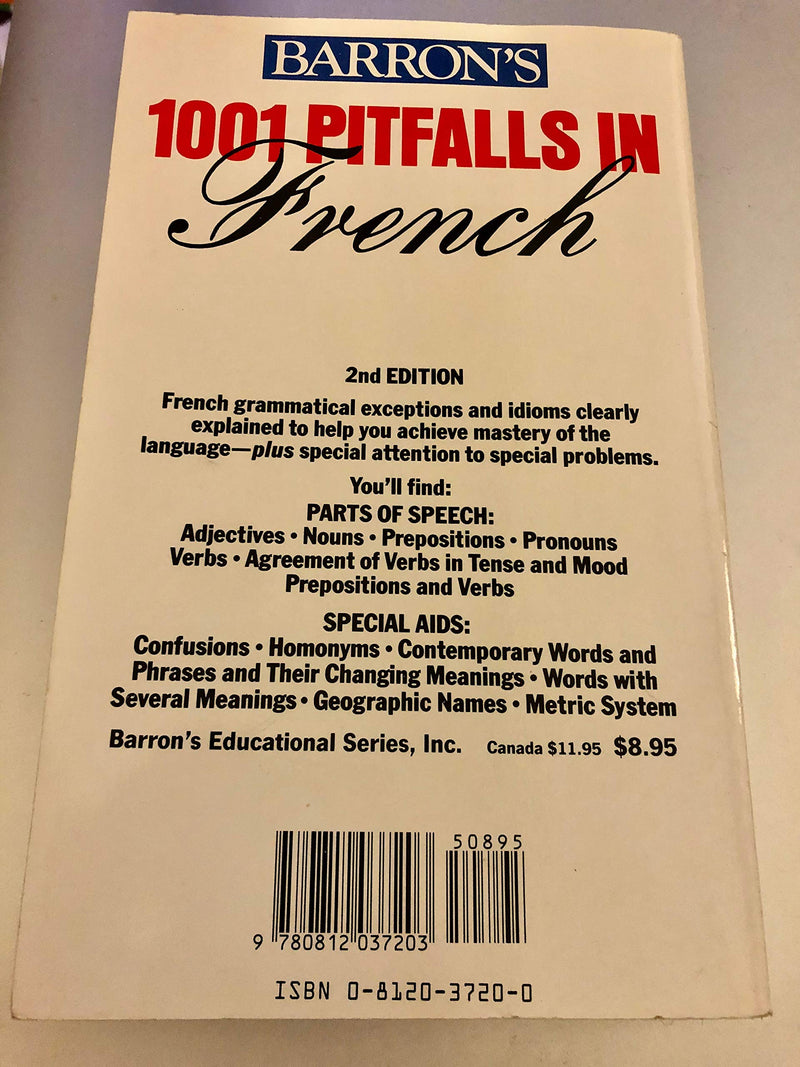 BARRON'S
1001 PITFALLS IN
French
2nd EDITION
French grammatical exceptions and idioms clearly
explained to help you achieve mastery of the
language—plus special attention to special problems.
You'll find:
PARTS OF SPEECH:
Adjectives • Nouns • Prepositions • Pronouns
Verbs • Agreement of Verbs in Tense and Mood
Prepositions and Verbs
SPECIAL AIDS:
Confusions • Homonyms • Contemporary Words and
Phrases and Their Changing Meanings • Words with
Several Meanings • Geographic Names • Metric System
Barron's Educational Series, Inc. Canada $11.95 $8.95
50895
9 780812 037203
ISBN 0-8120-3720-0